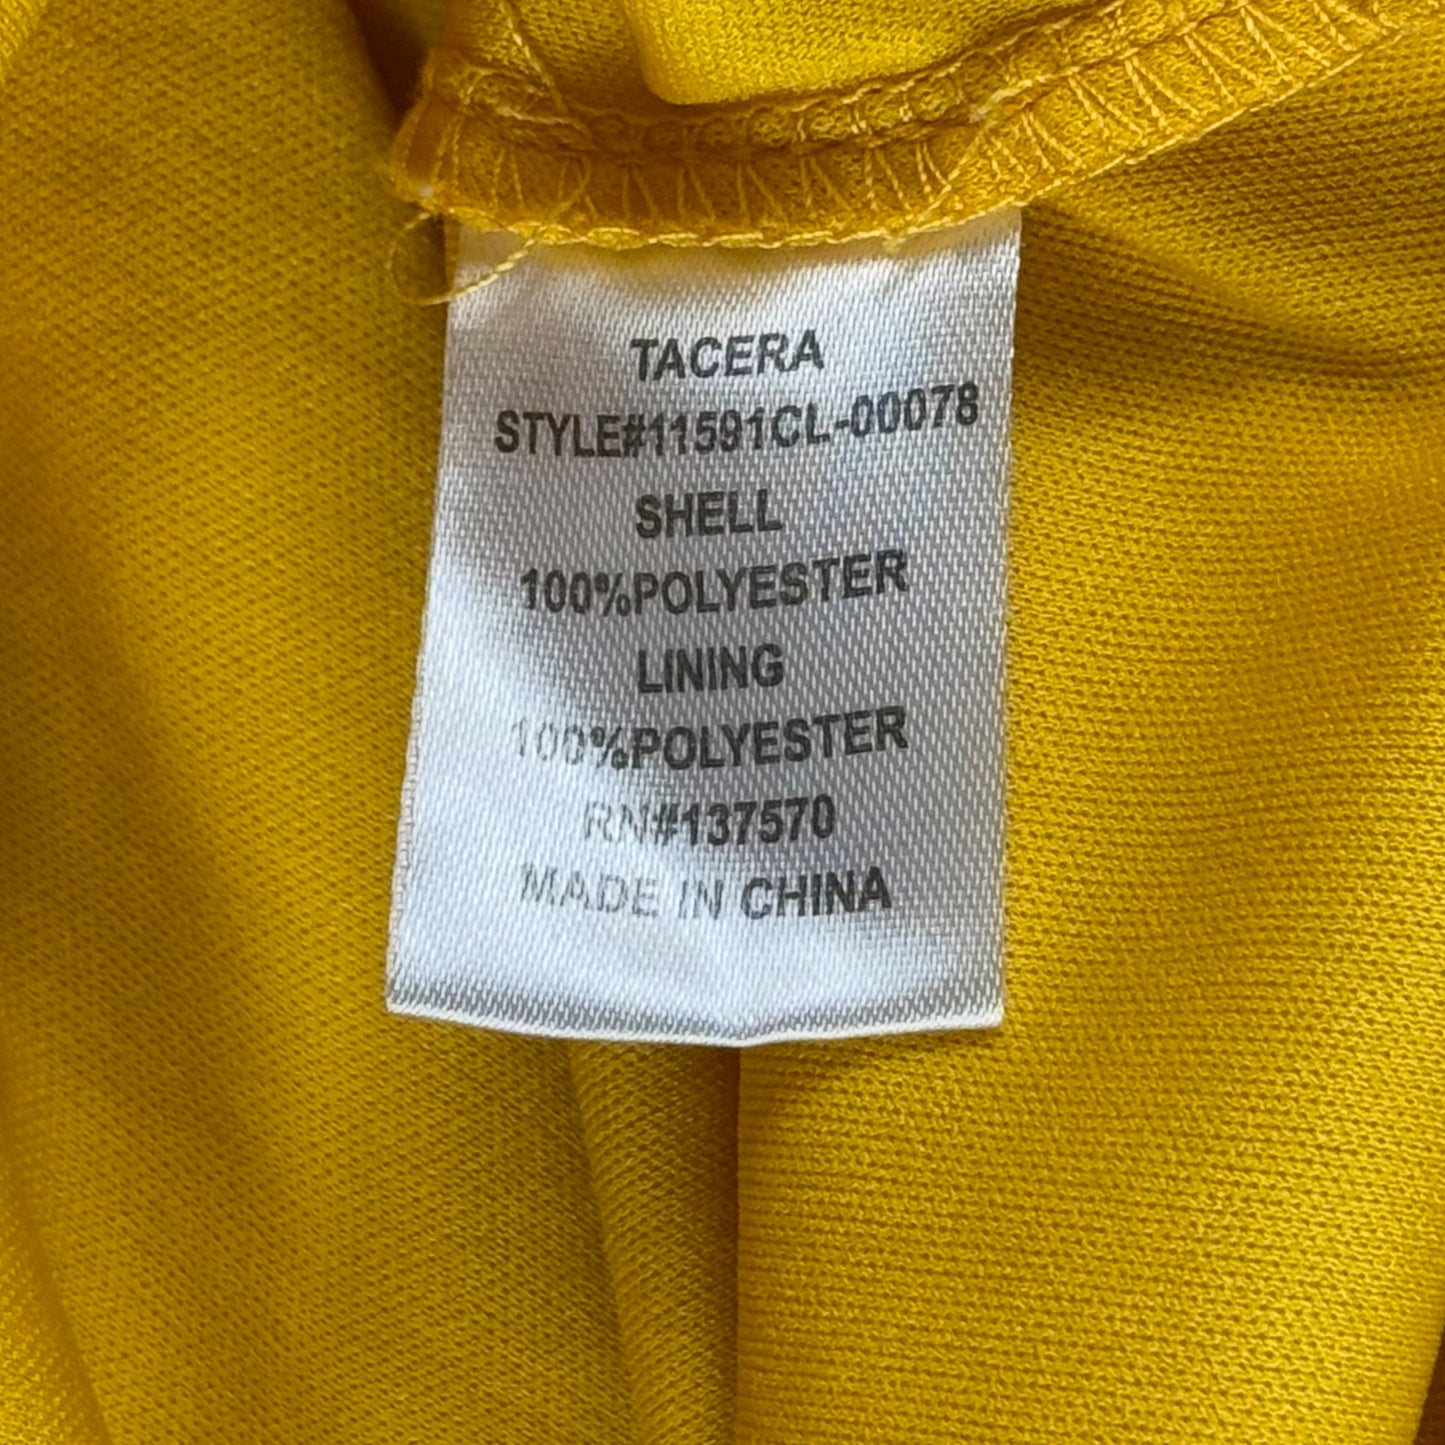 TACERA
STYLE#11591CL-00078
SHELL
100%POLYESTER
LINING
100%POLYESTER
RN#137570
MADE IN CHINA